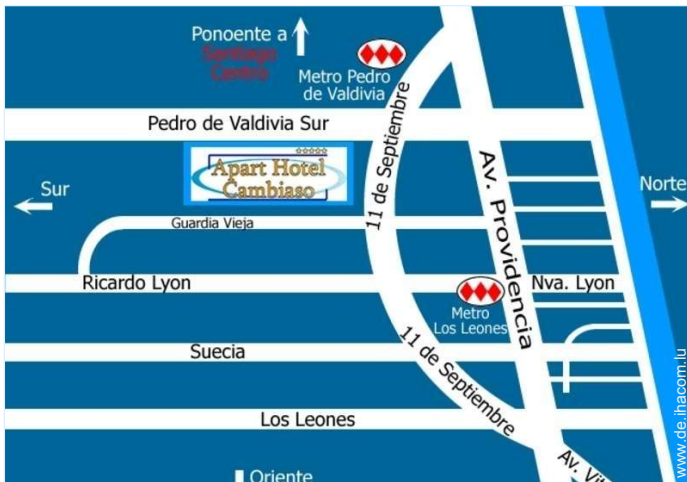 Ponoente a
Santiago
Centro
Metro Pedro
de Valdivia
Pedro de Valdivia Sur
11 de Septiembre
Apart Hotel
Cambiaso
Sur
Norte
Guardia Vieja
Av. Providencia
Ricardo Lyon
Nva. Lyon
Metro
Los Leones
Suecia
11 de Septiembre
Los Leones
Oriente
Av. Vit
www.de.ihacom.lu